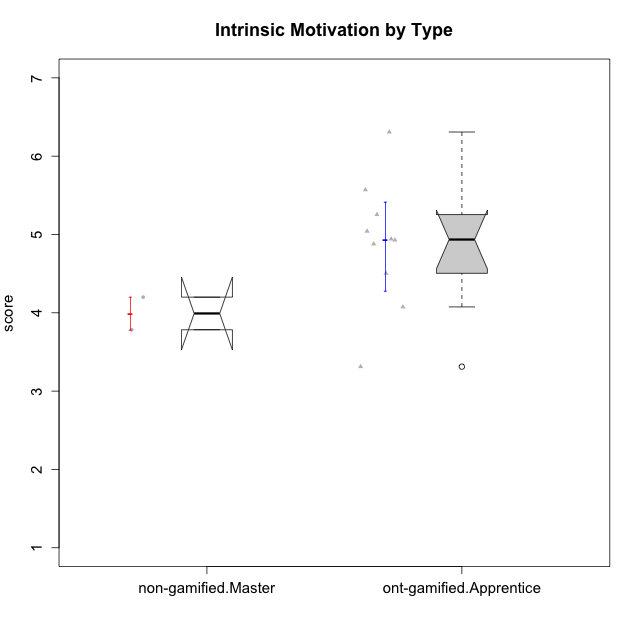 Intrinsic Motivation by Type
7
6
5
4
3
2
1
score
non-gamified.Master
ont-gamified.Apprentice